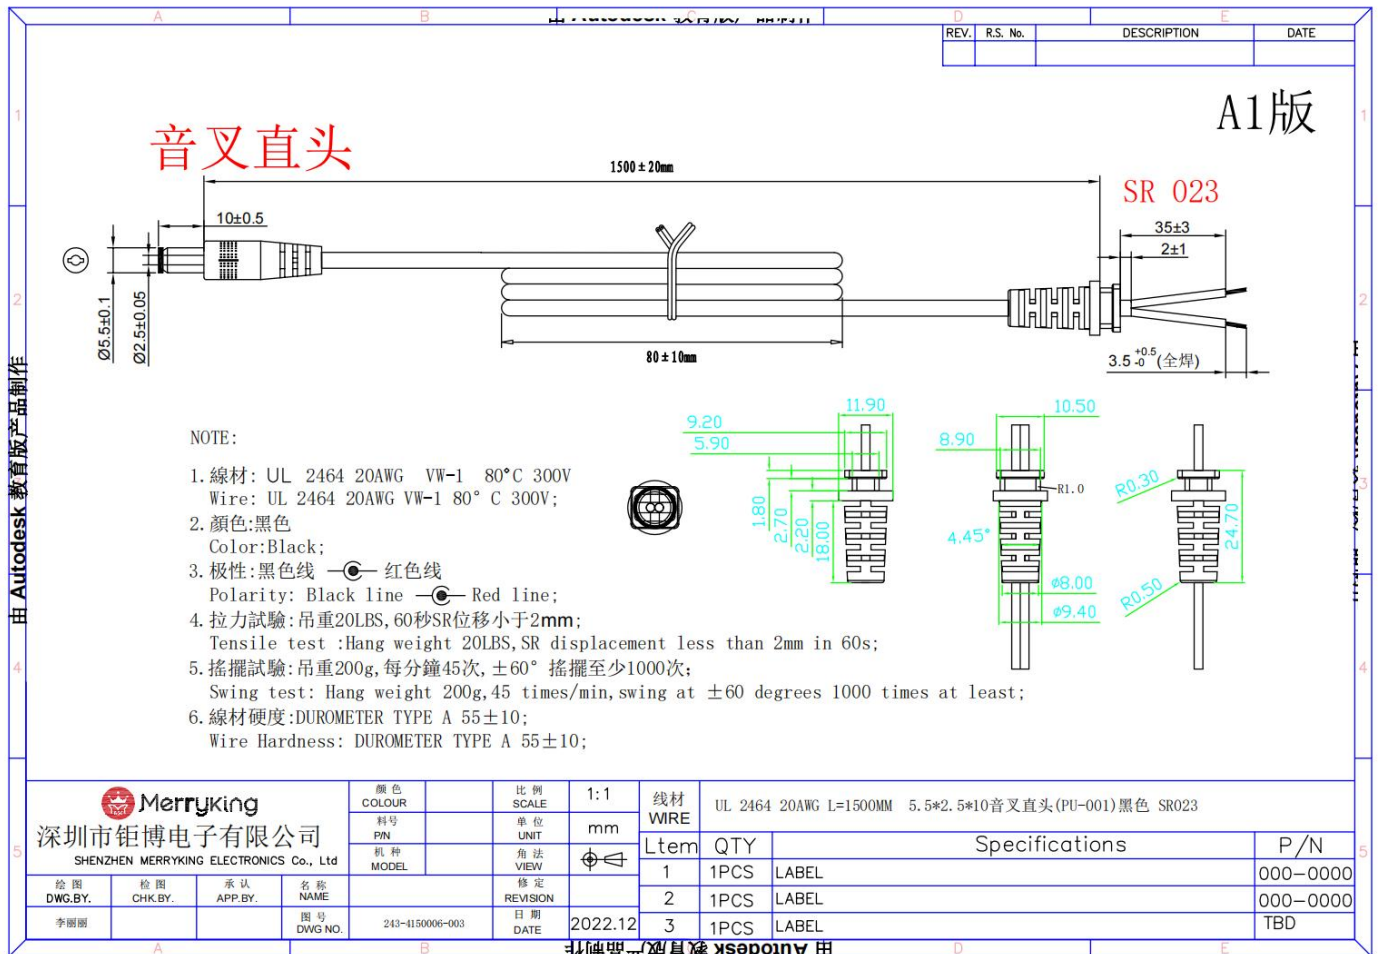 A B C D E
REV. R.S. No. DESCRIPTION DATE
A1版
音叉直头
1500±20mm
SR 023
10±0.5
35±3
2±1
Ø5.5±0.1
Ø2.5±0.05
80±10mm
3.5 +0.5 -0 (全焊)
由 Autodesk 教育版产品制作
1 2 3 4 5
NOTE:
1.線材: UL 2464 20AWG VW-1 80°C 300V
Wire: UL 2464 20AWG VW-1 80° C 300V;
2.顏色:黑色
Color:Black;
3.极性:黑色线 红色线
Polarity: Black line Red line;
4.拉力試驗:吊重20LBS,60秒SR位移小于2mm;
Tensile test :Hang weight 20LBS,SR displacement less than 2mm in 60s;
5.搖擺試驗:吊重200g,每分鐘45次,±60° 搖擺至少1000次;
Swing test: Hang weight 200g,45 times/min,swing at ±60 degrees 1000 times at least;
6.線材硬度:DUROMETER TYPE A 55±10;
Wire Hardness: DUROMETER TYPE A 55±10;
11.90
9.20
5.90
1.80
2.70
2.20
18.00
10.50
8.90
R1.0
4.45°
ø8.00
ø9.40
R0.30
24.70
R0.50
Merryking
深圳市钜博电子有限公司
SHENZHEN MERRYKING ELECTRONICS Co., Ltd
绘 图 检 图 承 认 名 称
DWG.BY. CHK.BY. APP.BY. NAME
李丽丽
图 号
DWG NO. 243-4150006-003
颜 色
COLOUR
料号
P/N
机 种
MODEL
比 例
SCALE 1:1
单 位
UNIT mm
角 法
VIEW
修 定
REVISION
日 期
DATE 2022.12
线材
WIRE UL 2464 20AWG L=1500MM 5.5*2.5*10音叉直头(PU-001)黑色 SR023
Ltem QTY Specifications P/N
1 1PCS LABEL 000-0000
2 1PCS LABEL 000-0000
3 1PCS LABEL TBD
A B D E
由 Autodesk 教育版产品制作